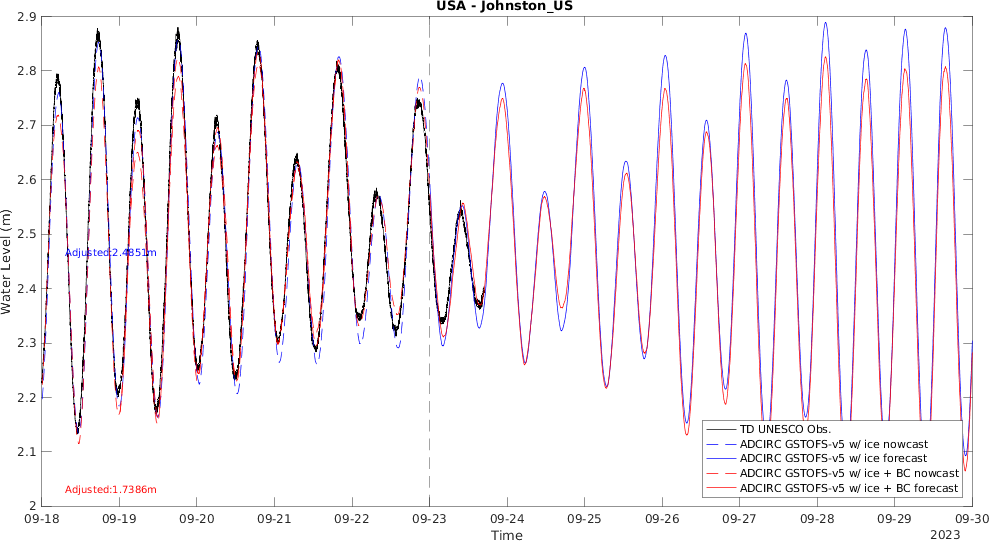 USA - Johnston_US
2.9
2.8
2.7
2.6
2.5
2.4
2.3
2.2
2.1
2
Water Level (m)
Adjusted:2.4851m
Adjusted:1.7386m
TD UNESCO Obs.
ADCIRC GSTOFS-v5 w/ ice nowcast
ADCIRC GSTOFS-v5 w/ ice forecast
ADCIRC GSTOFS-v5 w/ ice + BC nowcast
ADCIRC GSTOFS-v5 w/ ice + BC forecast
09-18 09-19 09-20 09-21 09-22 09-23 09-24 09-25 09-26 09-27 09-28 09-29 09-30
Time
2023